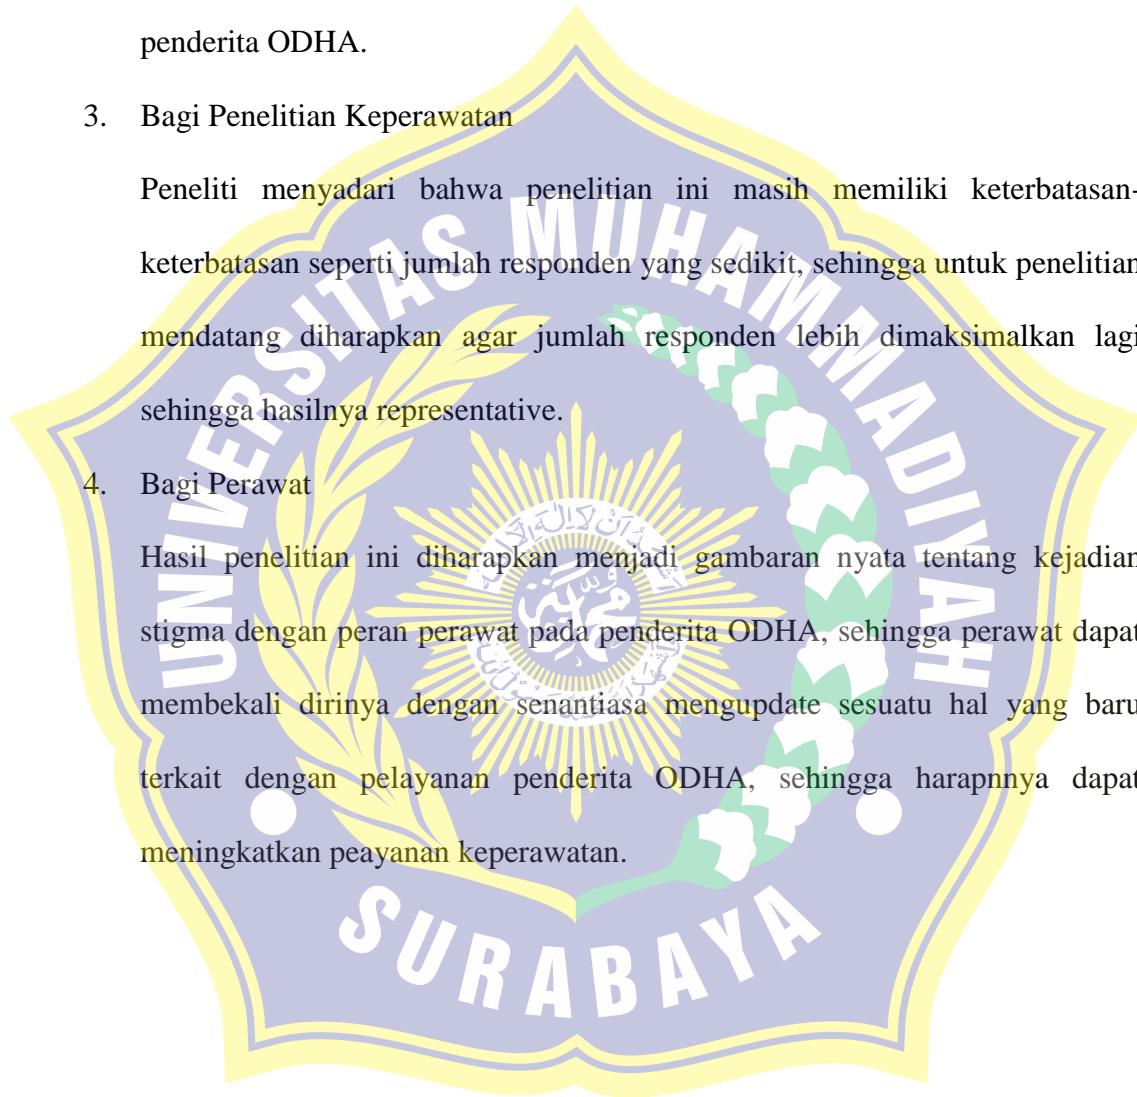 penderita ODHA.
3. Bagi Penelitian Keperawatan
Peneliti menyadari bahwa penelitian ini masih memiliki keterbatasan-
keterbatasan seperti jumlah responden yang sedikit, sehingga untuk penelitian
mendatang diharapkan agar jumlah responden lebih dimaksimalkan lagi
sehingga hasilnya representative.
4. Bagi Perawat
Hasil penelitian ini diharapkan menjadi gambaran nyata tentang kejadian
stigma dengan peran perawat pada penderita ODHA, sehingga perawat dapat
membekali dirinya dengan senantiasa mengupdate sesuatu hal yang baru
terkait dengan pelayanan penderita ODHA, sehingga harapnnya dapat
meningkatkan peayanan keperawatan.
UNIVERSITAS MUHAMMADIYAH
SURABAYA